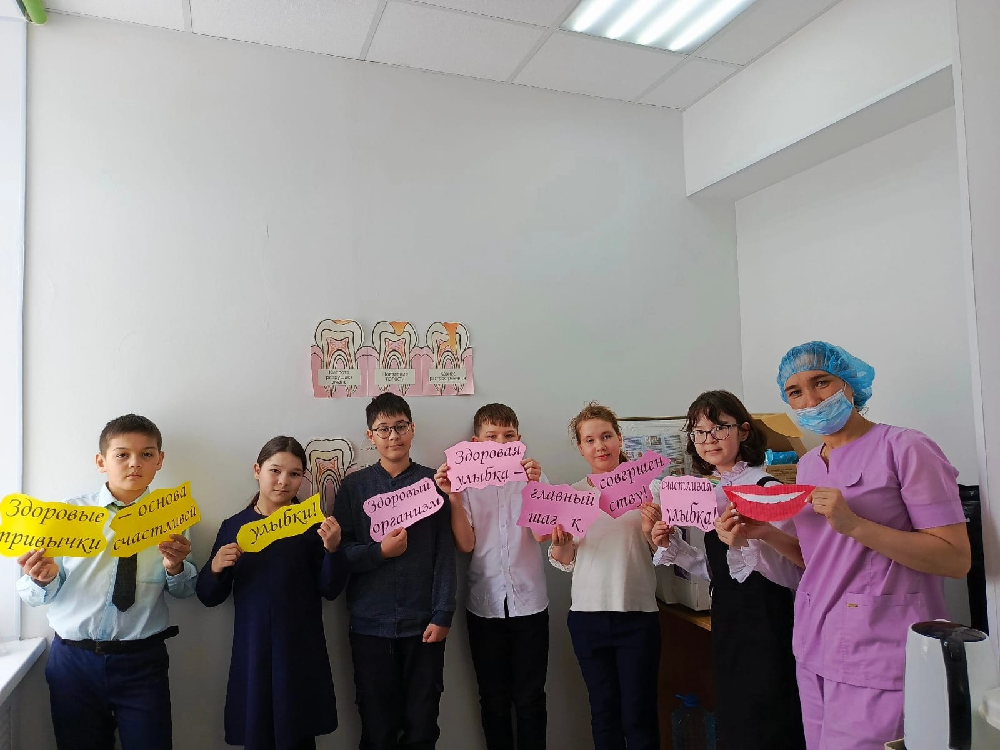 Кислота
разрушает
эмаль
Появление
полости
Кариес
распространяется
Здоровые
привычки
– основа
счастливой
улыбки!
Здоровый
организм
Здоровая
улыбка –
главный
шаг к
совершен
ству!
счастливая
улыбка!